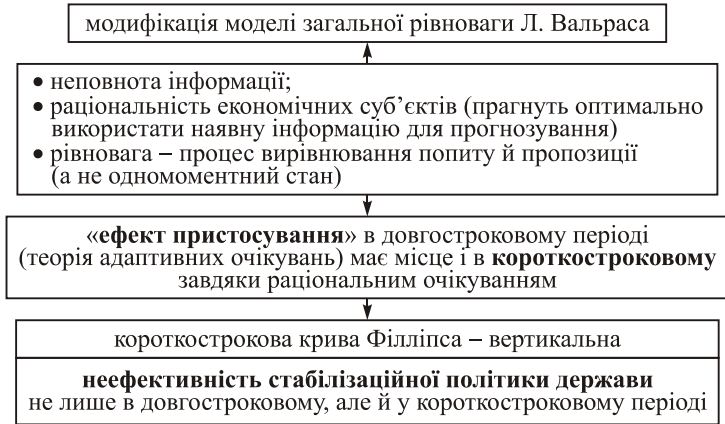 модифікація моделі загальної рівноваги Л. Вальраса
• неповнота інформації;
• раціональність економічних суб’єктів (прагнуть оптимально
використати наявну інформацію для прогнозування)
• рівновага – процес вирівнювання попиту й пропозиції
(а не одномоментний стан)
«ефект пристосування» в довгостроковому періоді
(теорія адаптивних очікувань) має місце і в короткостроковому
завдяки раціональним очікуванням
короткострокова крива Філліпса – вертикальна
неефективність стабілізаційної політики держави
не лише в довгостроковому, але й у короткостроковому періоді